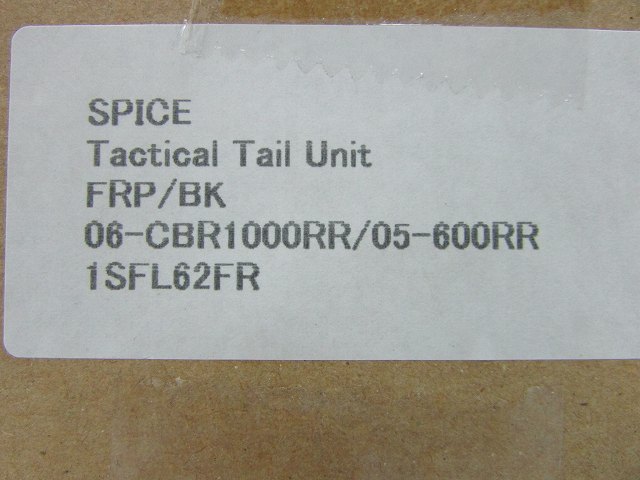 SPICE
Tactical Tail Unit
FRP/BK
06-CBR1000RR/05-600RR
1SFL62FR